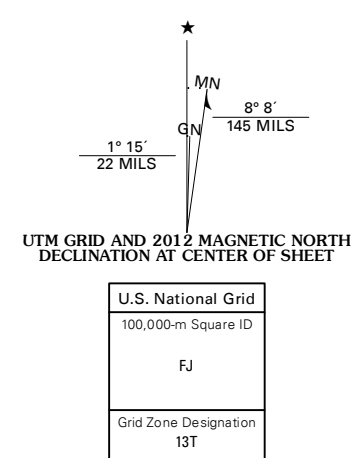 ★
MN
8° 8´
145 MILS
GN
1° 15´
22 MILS
UTM GRID AND 2012 MAGNETIC NORTH
DECLINATION AT CENTER OF SHEET
U.S. National Grid
100,000-m Square ID
FJ
Grid Zone Designation
13T